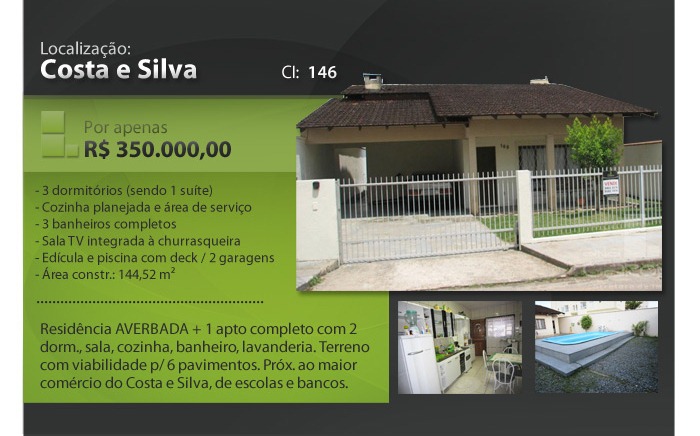 Localização:
Costa e Silva
CI: 146
Por apenas
R$ 350.000,00
- 3 dormitórios (sendo 1 suíte)
- Cozinha planejada e área de serviço
- 3 banheiros completos
- Sala TV integrada à churrasqueira
- Edícula e piscina com deck / 2 garagens
- Área constr.: 144,52 m²
Residência AVERBADA + 1 apto completo com 2
dorm., sala, cozinha, banheiro, lavanderia. Terreno
com viabilidade p/ 6 pavimentos. Próx. ao maior
comércio do Costa e Silva, de escolas e bancos.
VENDE